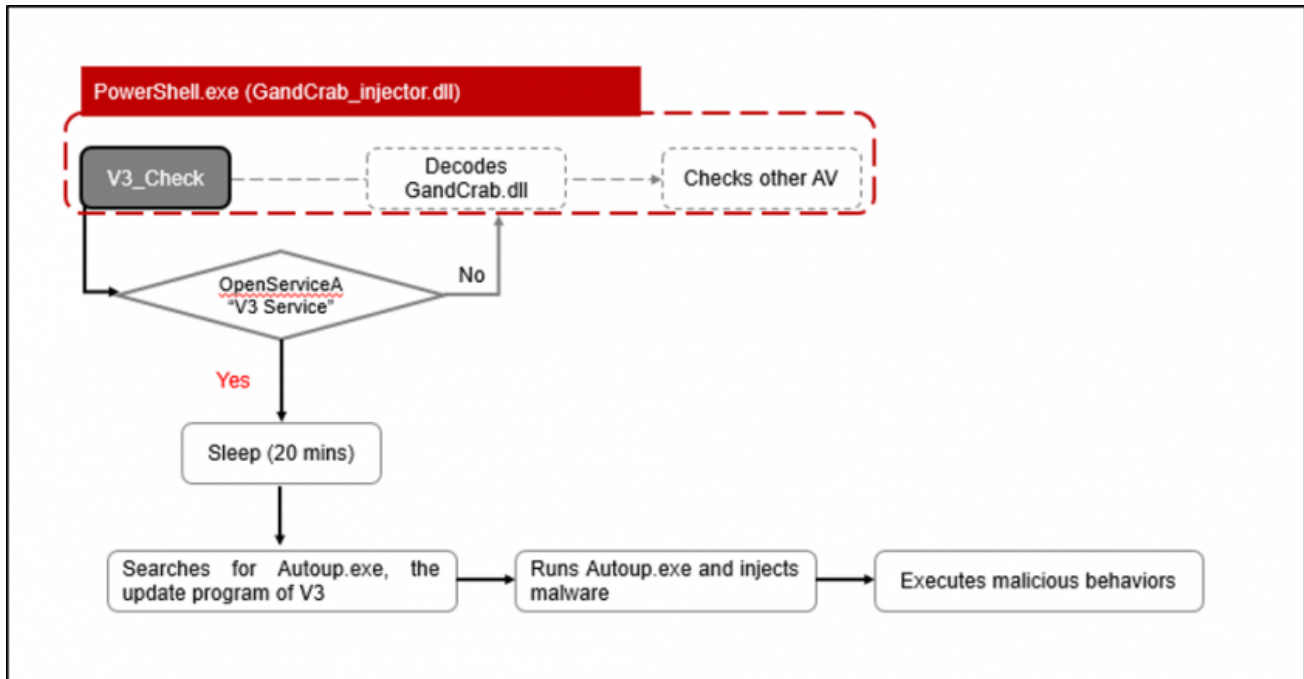 PowerShell.exe (GandCrab_injector.dll)
V3_Check
Decodes
GandCrab.dll
Checks other AV
OpenServiceA
“V3 Service”
No
Yes
Sleep (20 mins)
Searches for Autoup.exe, the
update program of V3
Runs Autoup.exe and injects
malware
Executes malicious behaviors